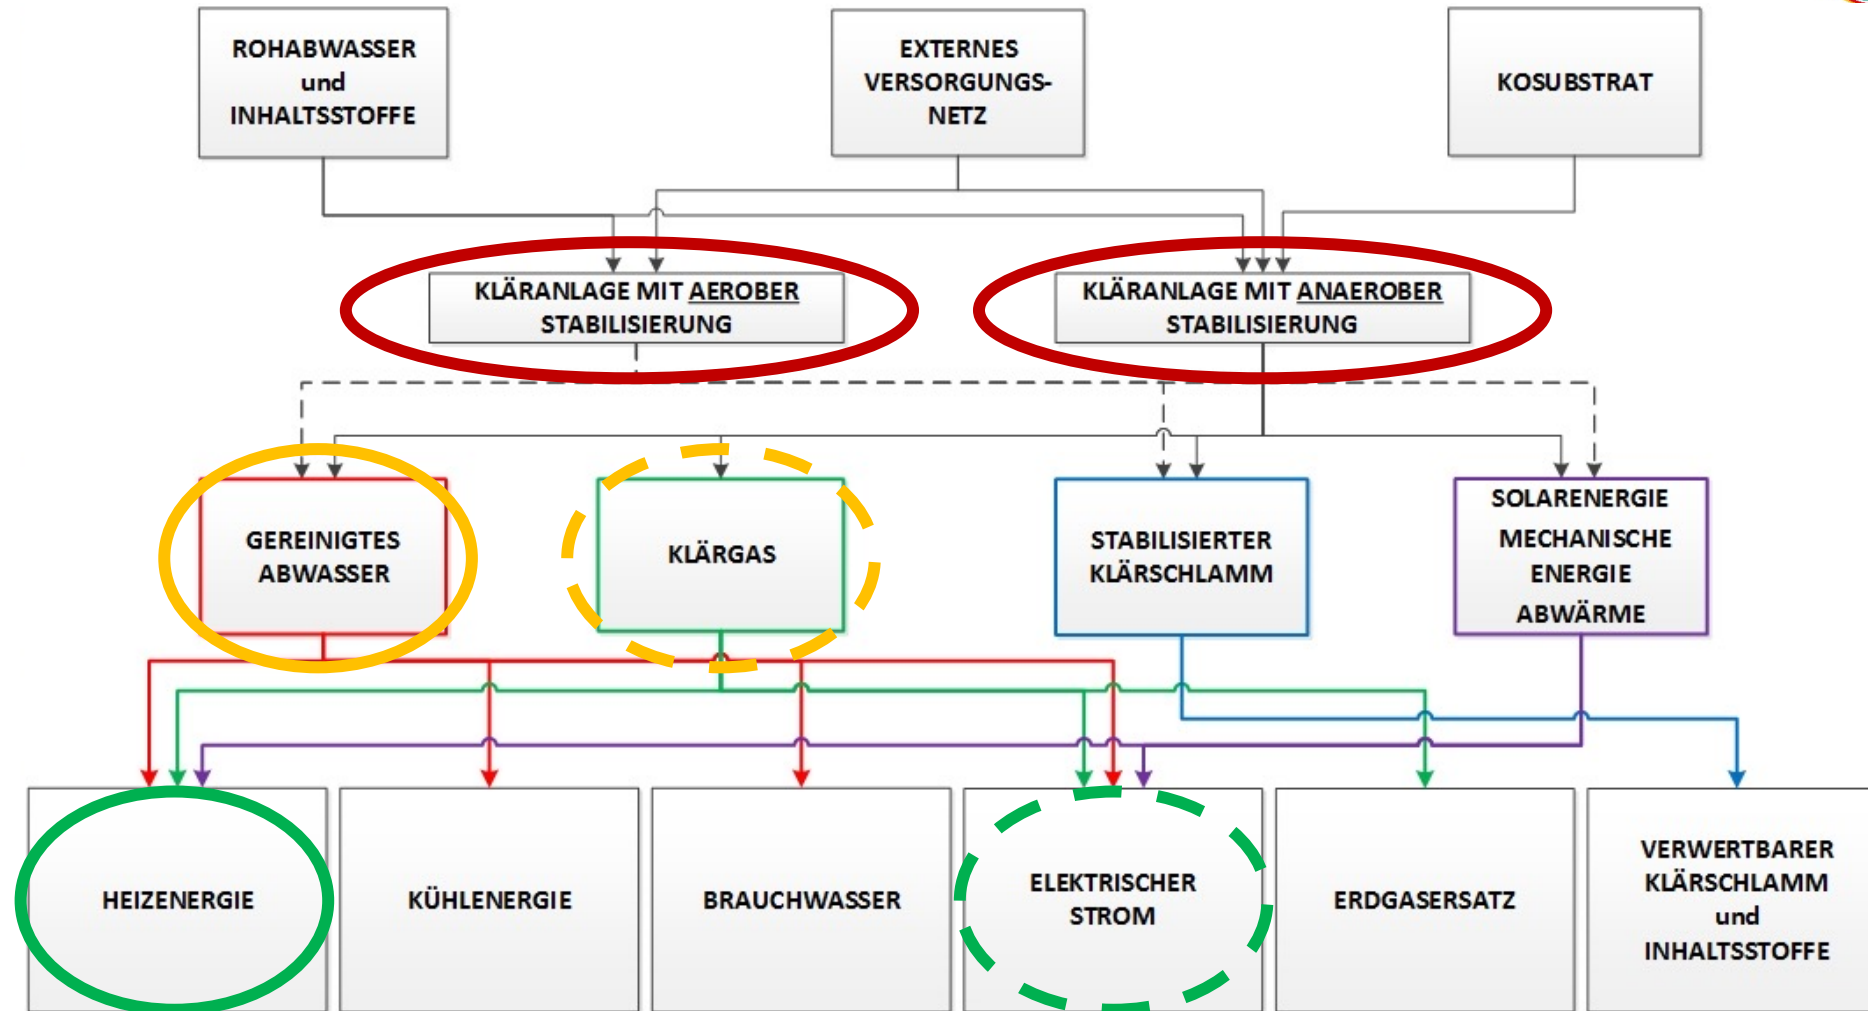 ROHABWASSER
und
INHALTSSTOFFE
EXTERNES
VERSORGUNGS-
NETZ
KOSUBSTRAT
KLÄRANLAGE MIT AEROBER
STABILISIERUNG
KLÄRANLAGE MIT ANAEROBER
STABILISIERUNG
GEREINIGTES
ABWASSER
KLÄRGAS
STABILISIERTER
KLÄRSCHLAMM
SOLARENERGIE
MECHANISCHE
ENERGIE
ABWÄRME
HEIZENERGIE
KÜHLENERGIE
BRAUCHWASSER
ELEKTRISCHER
STROM
ERDGASERSATZ
VERWERTBARER
KLÄRSCHLAMM
und
INHALTSSTOFFE